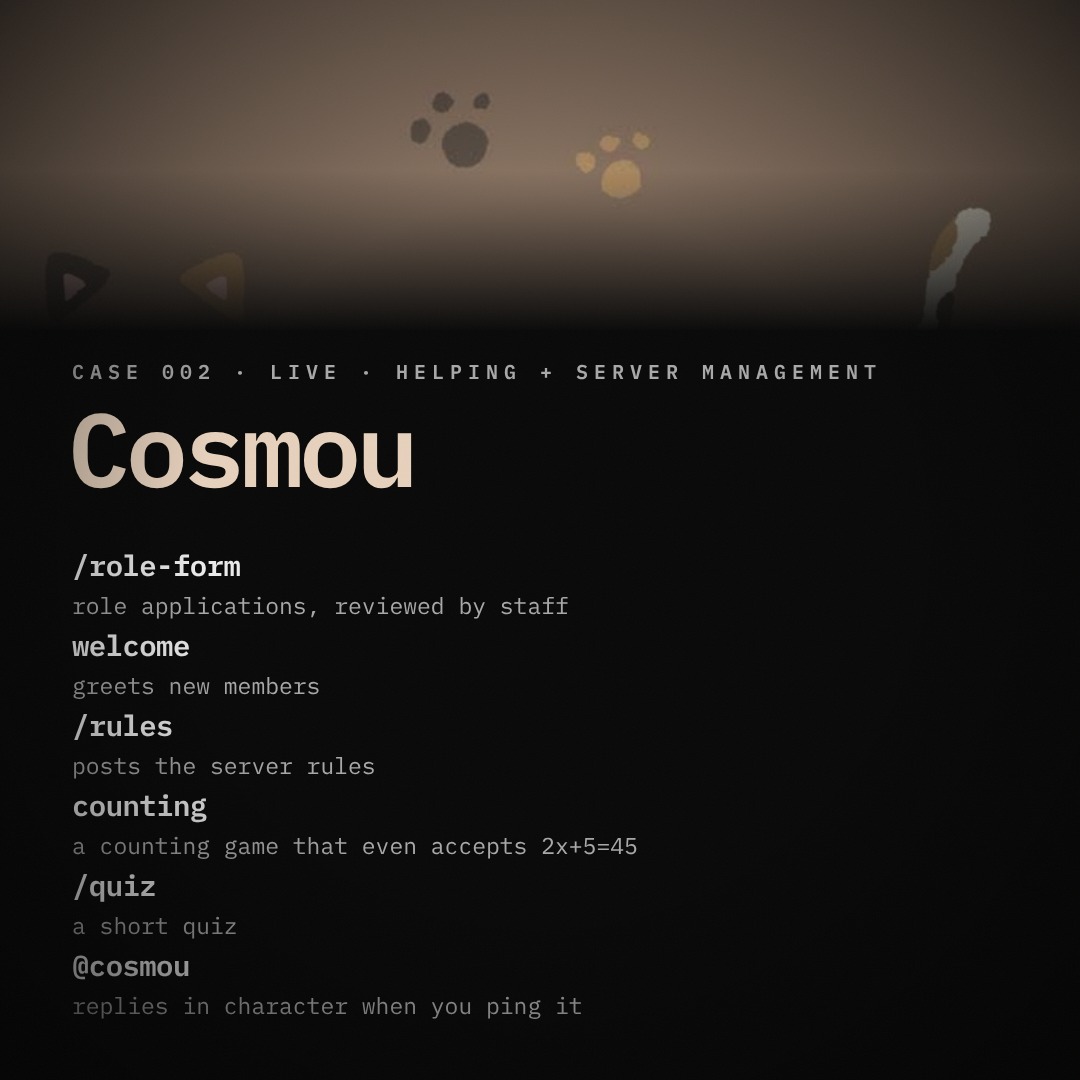 CASE 002 · LIVE · HELPING + SERVER MANAGEMENT
Cosmou
/role-form
role applications, reviewed by staff
welcome
greets new members
/rules
posts the server rules
counting
a counting game that even accepts 2x+5=45
/quiz
a short quiz
@cosmou
replies in character when you ping it